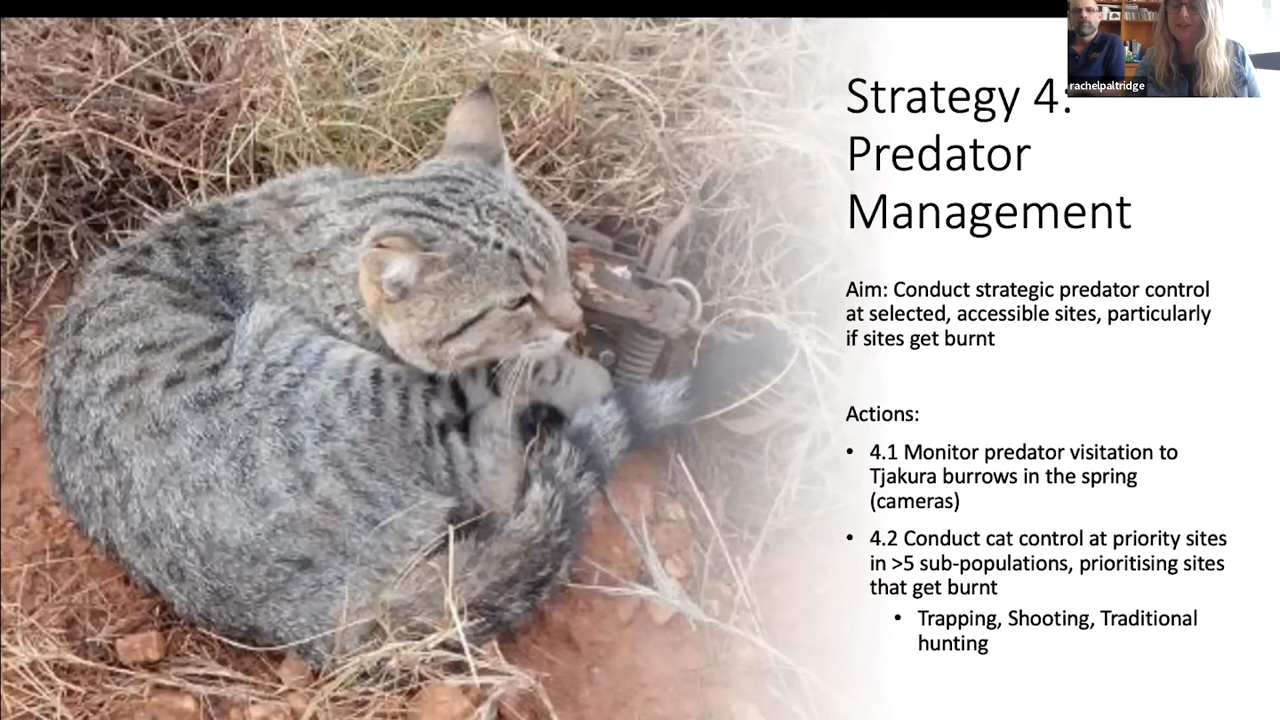 rachelpaltridge
Strategy 4:
Predator
Management
Aim: Conduct strategic predator control
at selected, accessible sites, particularly
if sites get burnt
Actions:
• 4.1 Monitor predator visitation to
Tjakura burrows in the spring
(cameras)
• 4.2 Conduct cat control at priority sites
in >5 sub-populations, prioritising sites
that get burnt
• Trapping, Shooting, Traditional
hunting